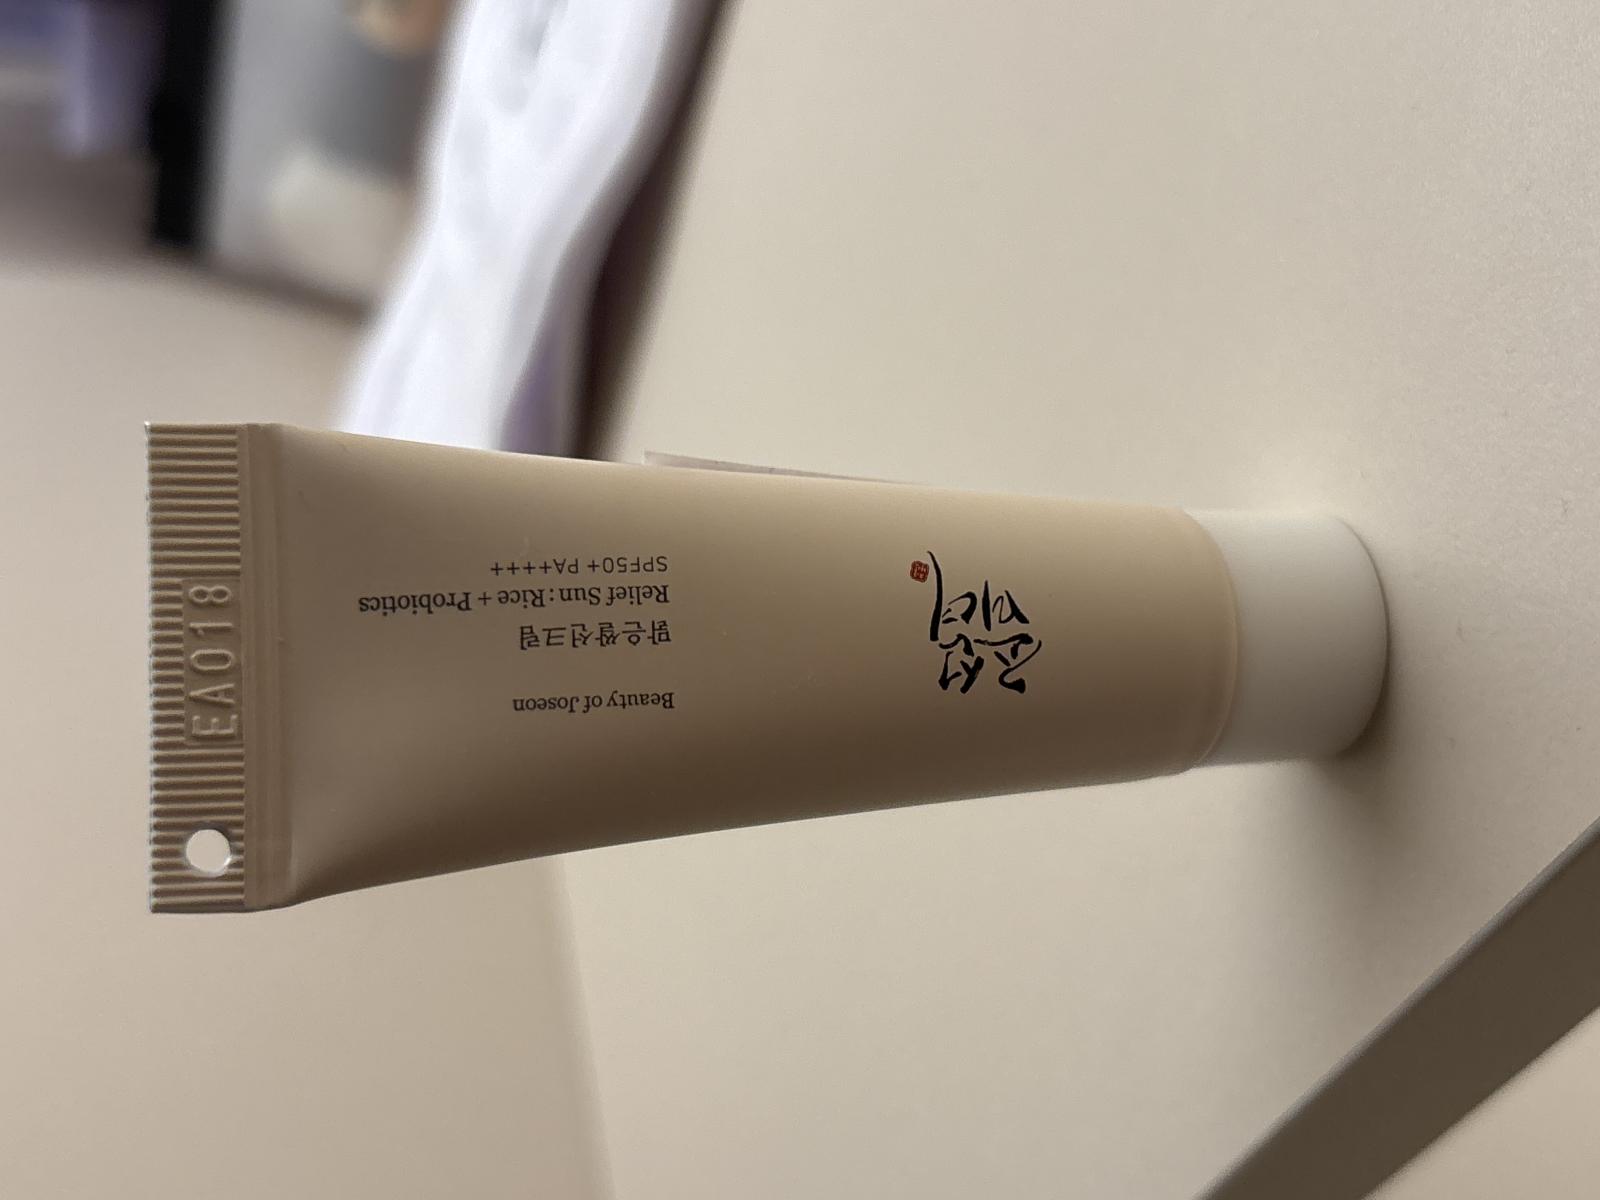 조선
미녀
Beauty of Joseon
맑은쌀선크림
Relief Sun : Rice + Probiotics
SPF50+ PA++++
EA018